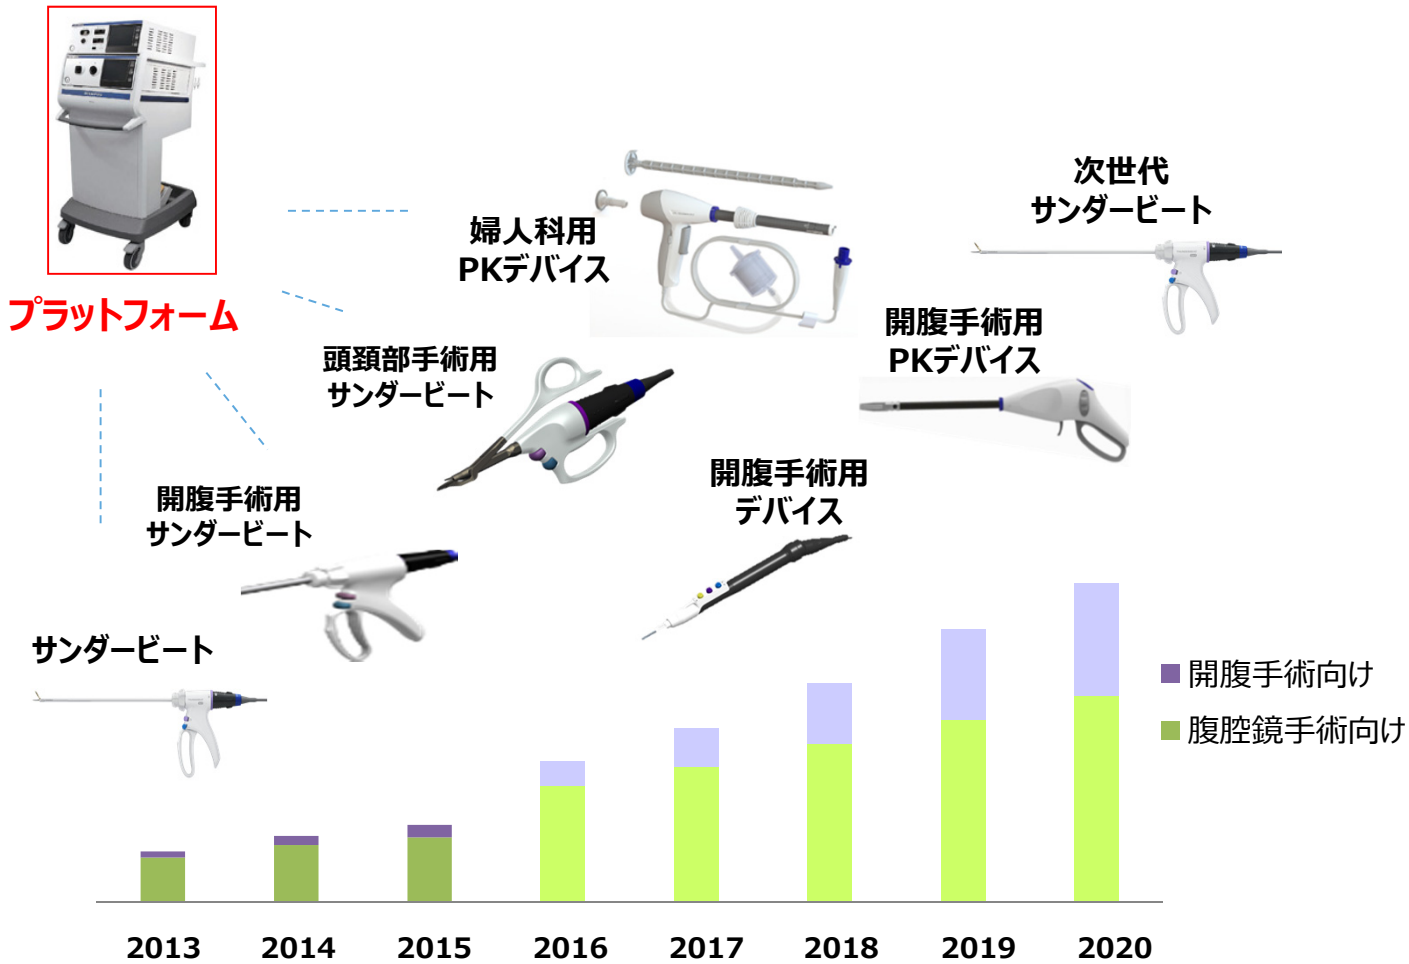 プラットフォーム
婦人科用
PKデバイス
次世代
サンダービート
開腹手術用
PKデバイス
頭頚部手術用
サンダービート
開腹手術用
デバイス
開腹手術用
サンダービート
サンダービート
開腹手術向け
腹腔鏡手術向け
2013 2014 2015 2016 2017 2018 2019 2020